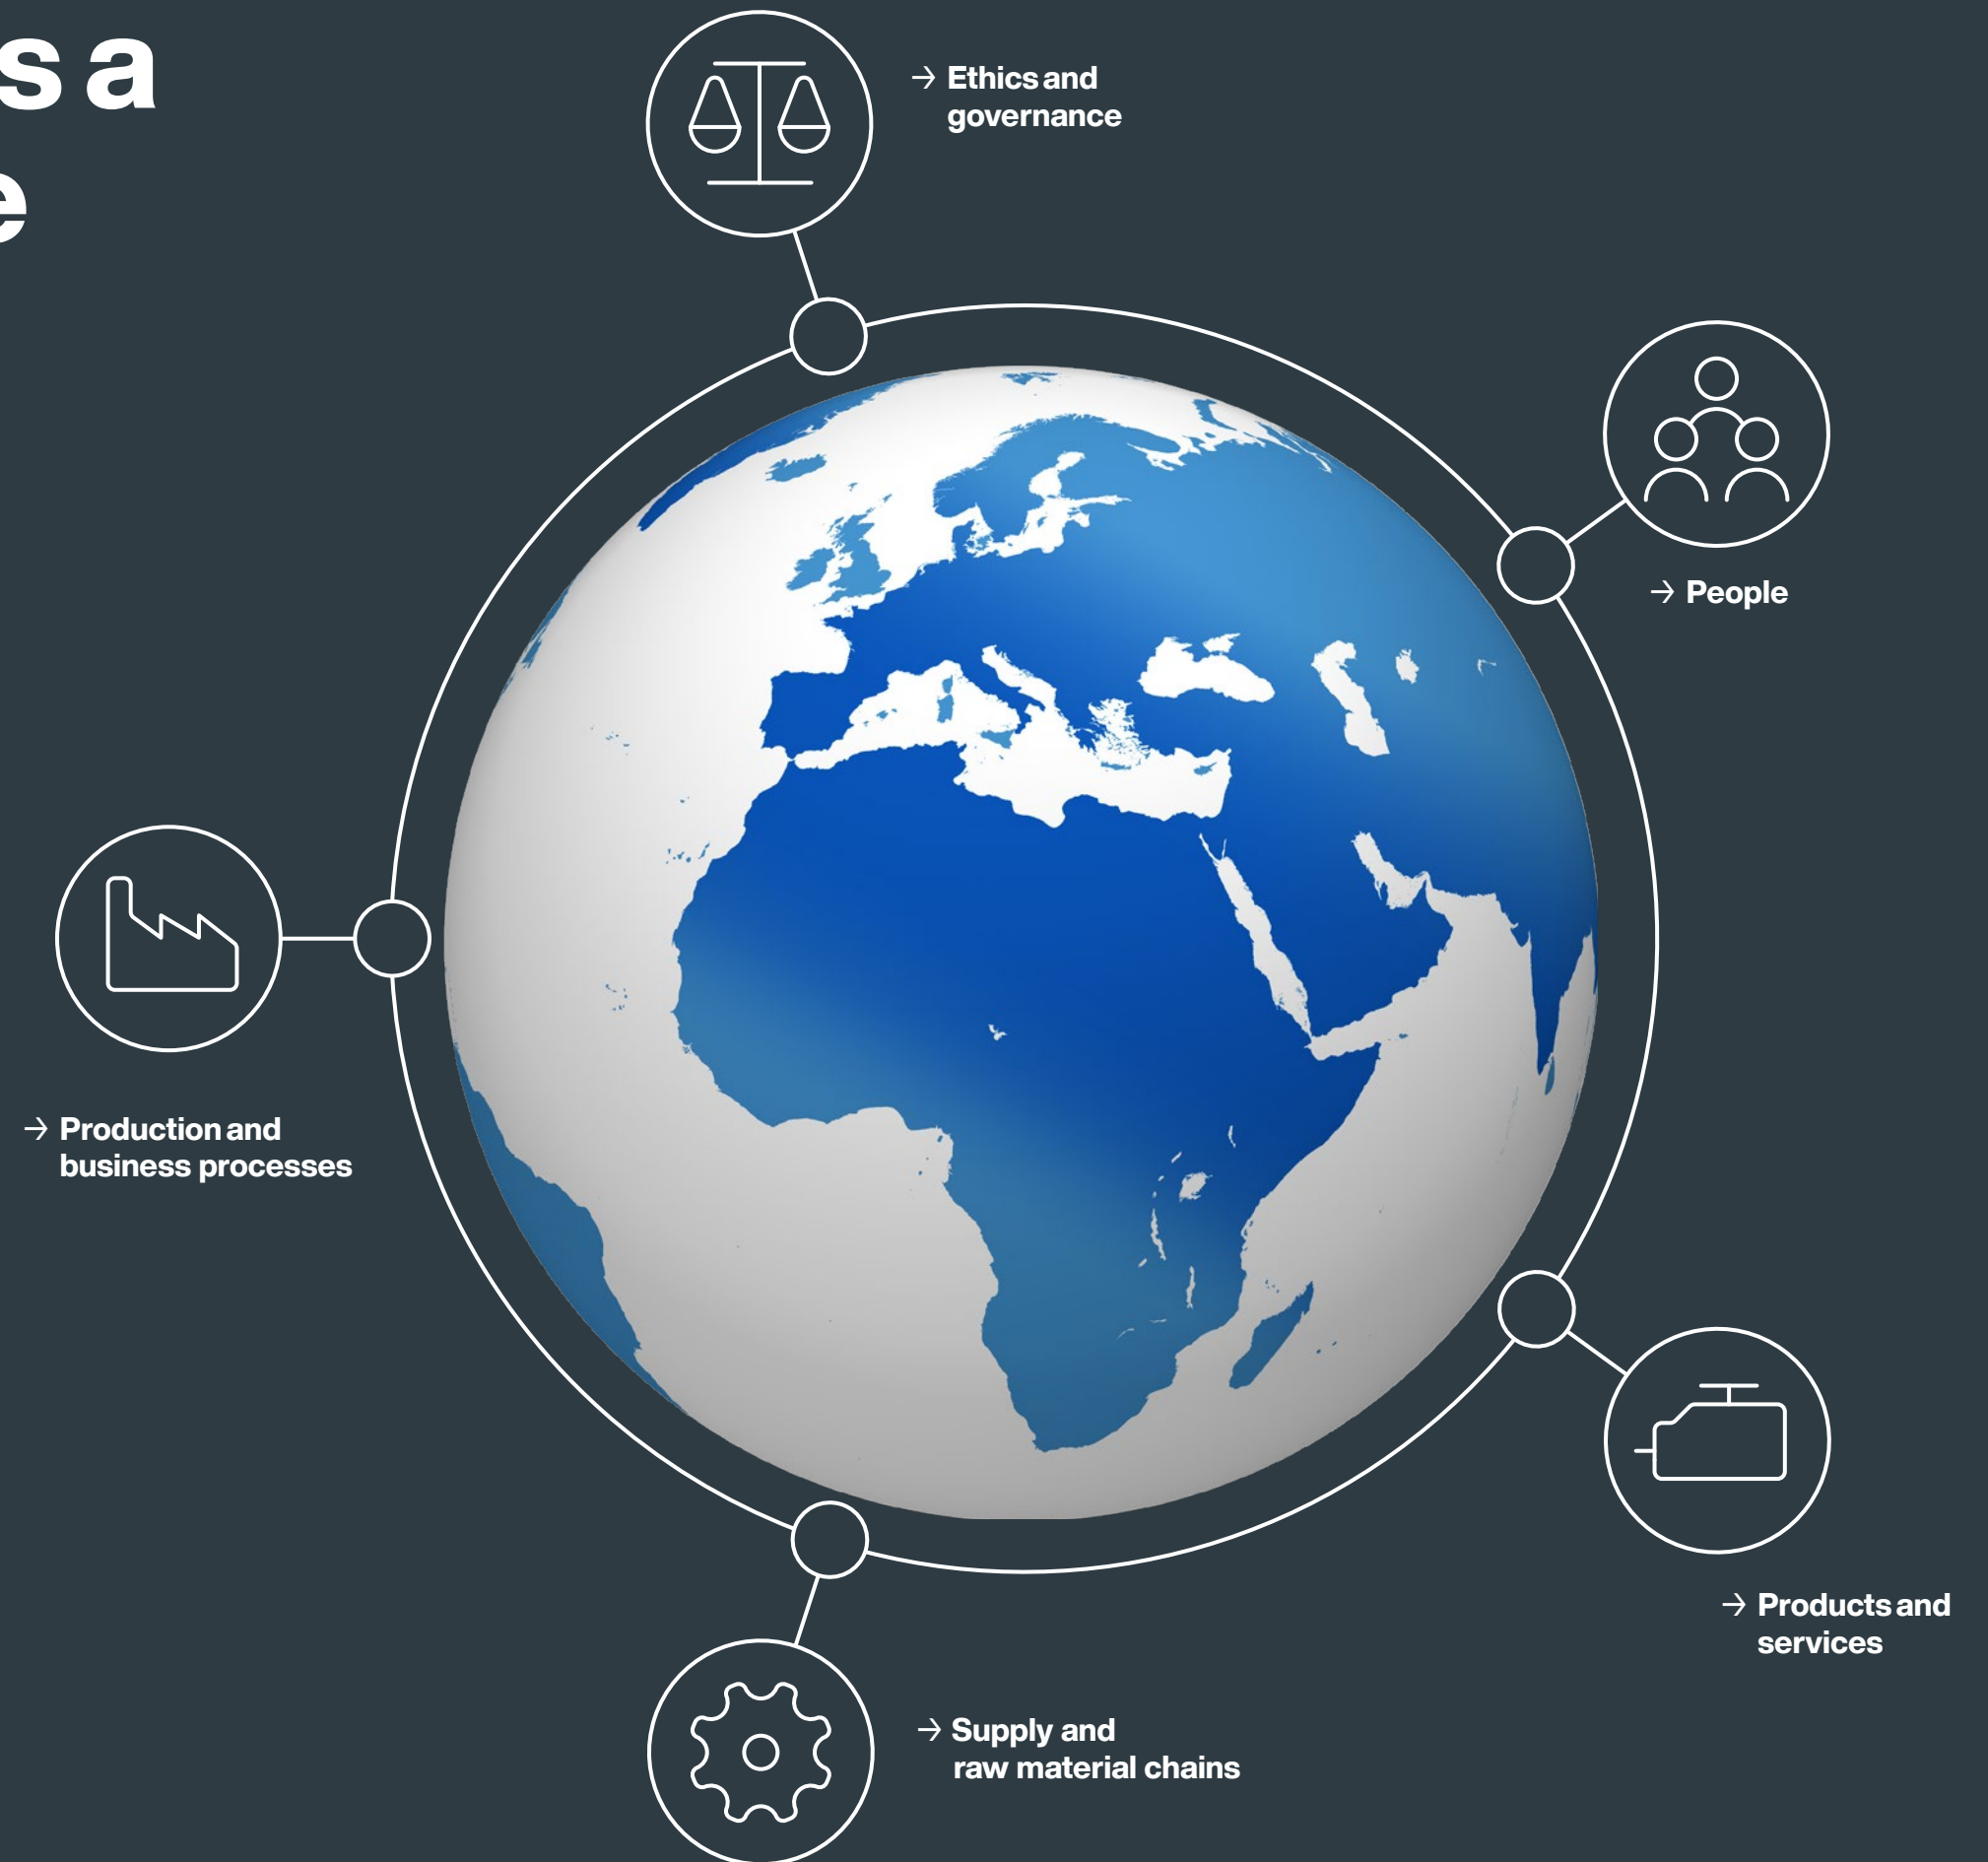 s a
e
→ Ethics and
governance
→ People
→ Production and
business processes
→ Products and
services
→ Supply and
raw material chains